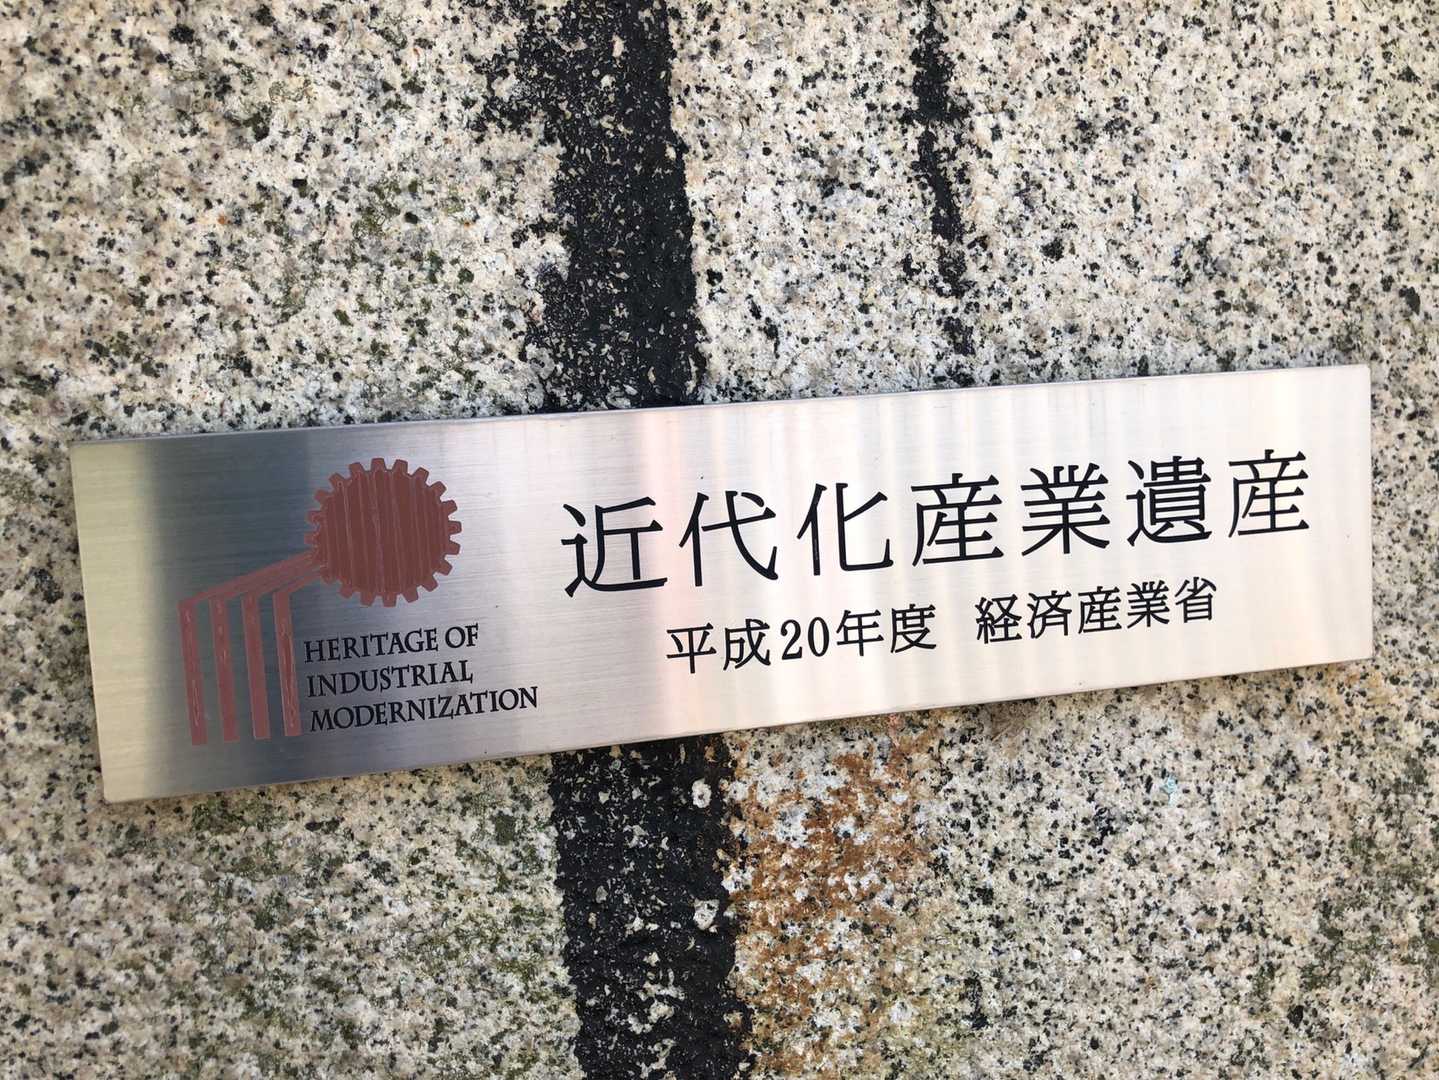 近代化産業遺産
平成20年度 経済産業省
HERITAGE OF
INDUSTRIAL
MODERNIZATION